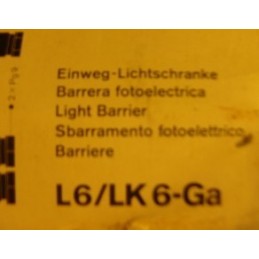 Einweg-Lichtschranke
Barrera fotoelectrica
Light Barrier
Sbarramento fotoelettrico
Barriere
L6/LK 6-Ga